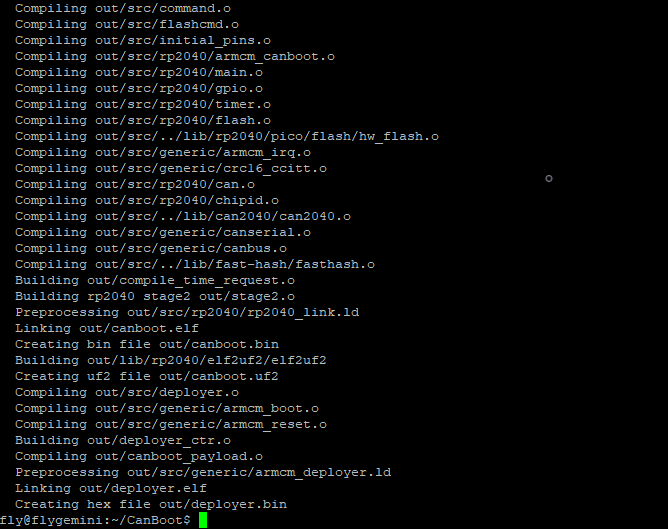 Compiling out/src/command.o
Compiling out/src/flashcmd.o
Compiling out/src/initial_pins.o
Compiling out/src/rp2040/armcm_canboot.o
Compiling out/src/rp2040/main.o
Compiling out/src/rp2040/gpio.o
Compiling out/src/rp2040/timer.o
Compiling out/src/rp2040/flash.o
Compiling out/src/../lib/rp2040/pico/flash/hw_flash.o
Compiling out/src/generic/armcm_irq.o
Compiling out/src/generic/crc16_ccitt.o
Compiling out/src/rp2040/can.o
Compiling out/src/rp2040/chipid.o
Compiling out/src/../lib/can2040/can2040.o
Compiling out/src/generic/canserial.o
Compiling out/src/generic/canbus.o
Compiling out/src/../lib/fast-hash/fasthash.o
Building out/compile_time_request.o
Building rp2040 stage2 out/stage2.o
Preprocessing out/src/rp2040/rp2040_link.ld
Linking out/canboot.elf
Creating bin file out/canboot.bin
Building out/lib/rp2040/elf2uf2/elf2uf2
Creating uf2 file out/canboot.uf2
Compiling out/src/deployer.o
Compiling out/src/generic/armcm_boot.o
Compiling out/src/generic/armcm_reset.o
Building out/deployer_ctr.o
Compiling out/canboot_payload.o
Preprocessing out/src/generic/armcm_deployer.ld
Linking out/deployer.elf
Creating hex file out/deployer.bin
fly@flygemini:~/CanBoot$